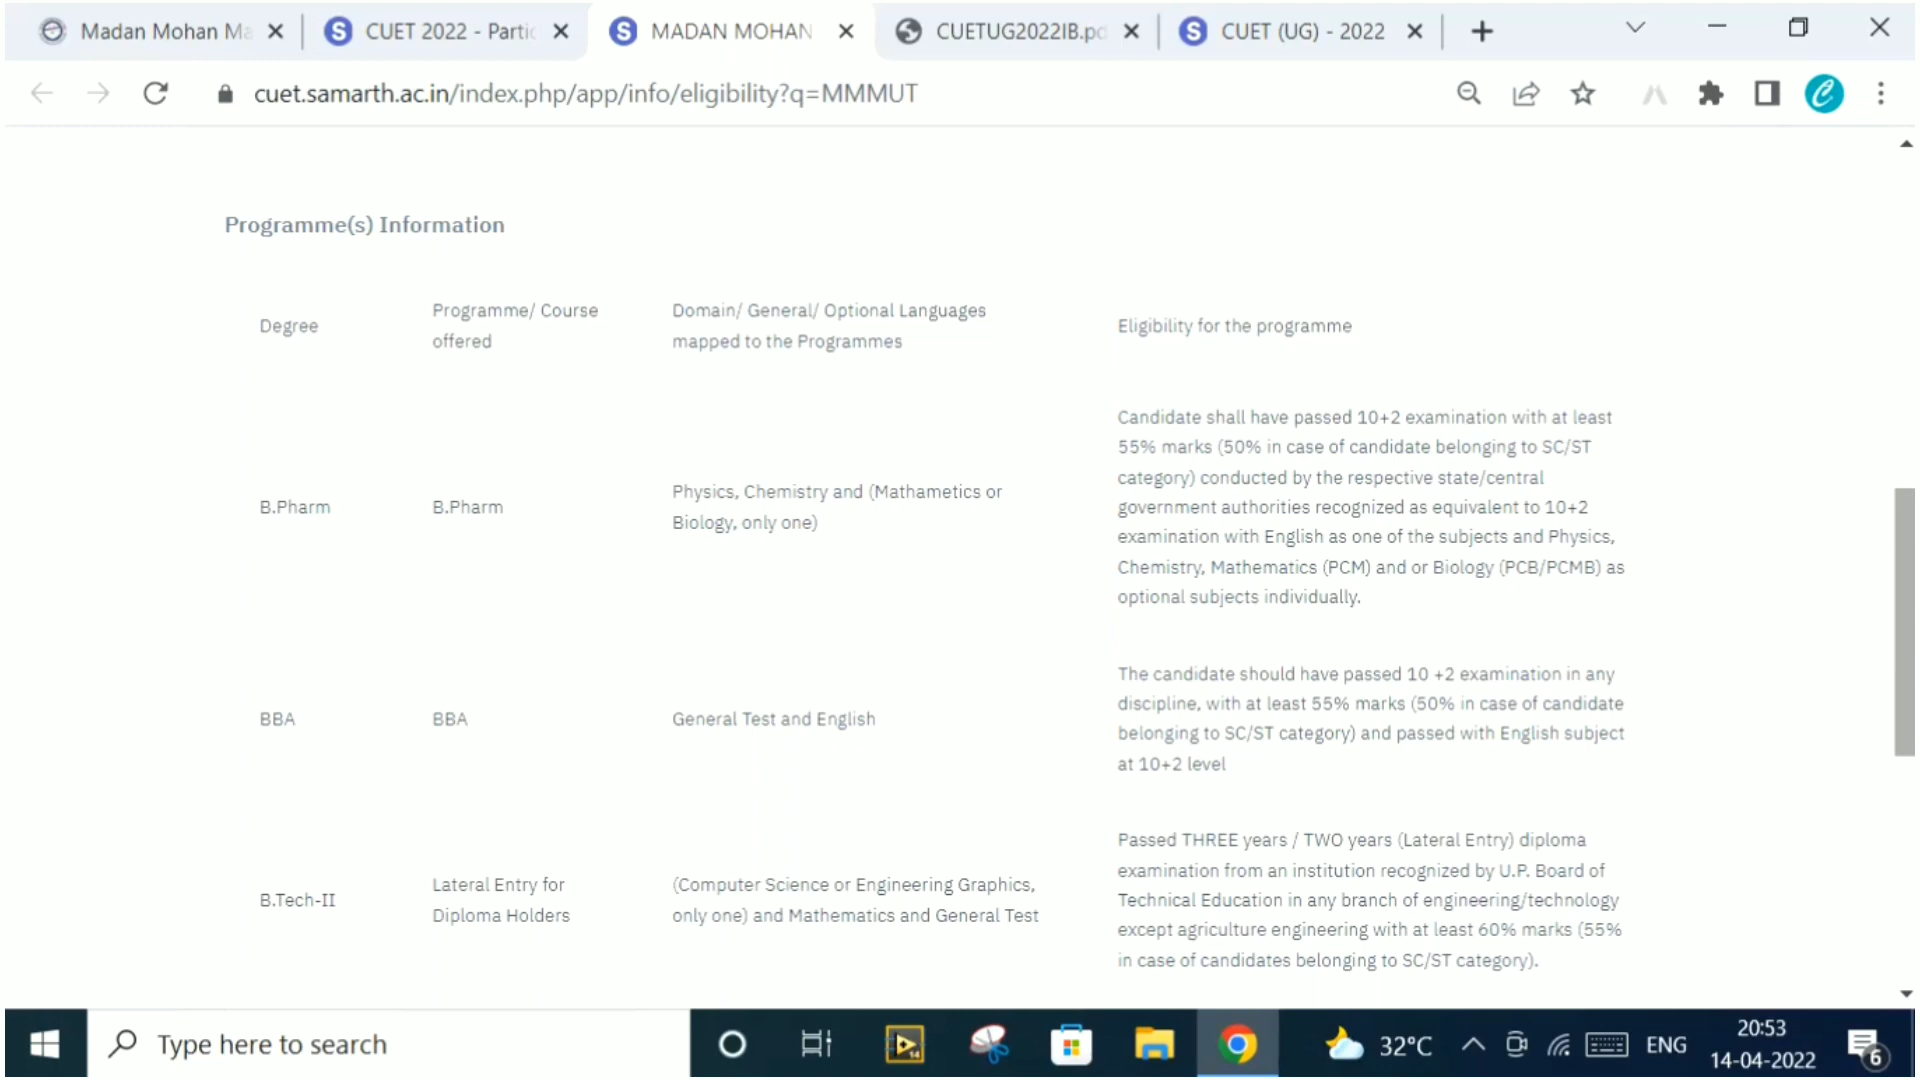 Madan Mohan Ma
CUET 2022 - Partic
MADAN MOHAN
CUETUG2022IB.pd
CUET (UG) - 2022
cuet.samarth.ac.in/index.php/app/info/eligibility?q=MMMUT
Programme(s) Information
Degree
Programme/ Course
offered
Domain/ General/ Optional Languages
mapped to the Programmes
Eligibility for the programme
B.Pharm
B.Pharm
Physics, Chemistry and (Mathametics or
Biology, only one)
Candidate shall have passed 10+2 examination with at least
55% marks (50% in case of candidate belonging to SC/ST
category) conducted by the respective state/central
government authorities recognized as equivalent to 10+2
examination with English as one of the subjects and Physics,
Chemistry, Mathematics (PCM) and or Biology (PCB/PCMB) as
optional subjects individually.
BBA
BBA
General Test and English
The candidate should have passed 10 +2 examination in any
discipline, with at least 55% marks (50% in case of candidate
belonging to SC/ST category) and passed with English subject
at 10+2 level
B.Tech-II
Lateral Entry for
Diploma Holders
(Computer Science or Engineering Graphics,
only one) and Mathematics and General Test
Passed THREE years / TWO years (Lateral Entry) diploma
examination from an institution recognized by U.P. Board of
Technical Education in any branch of engineering/technology
except agriculture engineering with at least 60% marks (55%
in case of candidates belonging to SC/ST category).
Type here to search
14
32°C
ENG
20:53
14-04-2022
6